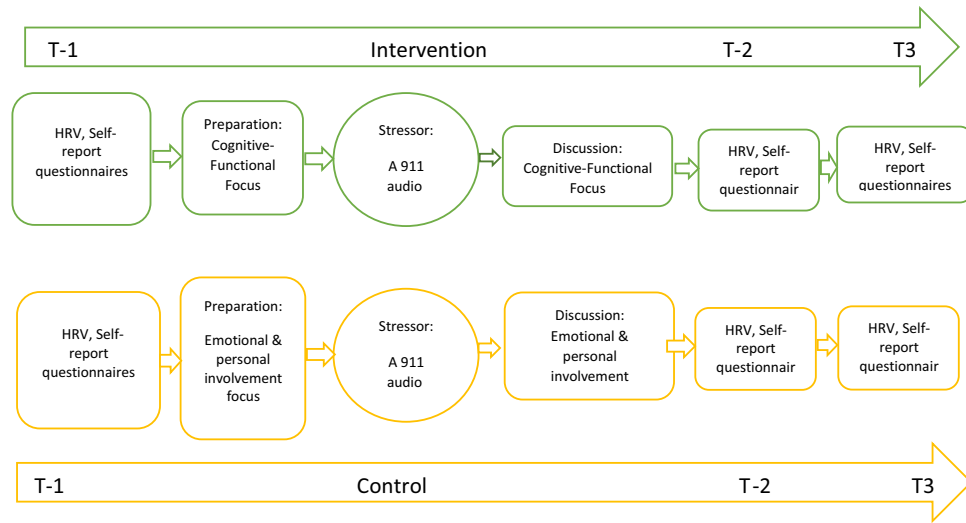 T-1 Intervention T-2 T3
HRV, Self-
report
questionnaires
Preparation:
Cognitive-
Functional
Focus
Stressor:
A 911
audio
Discussion:
Cognitive-Functional
Focus
HRV, Self-
report
questionnair
HRV, Self-
report
questionnaires
HRV, Self-
report
questionnaires
Preparation:
Emotional &
personal
involvement
focus
Stressor:
A 911
audio
Discussion:
Emotional &
personal
involvement
HRV, Self-
report
questionnair
HRV, Self-
report
questionnair
T-1 Control T-2 T3